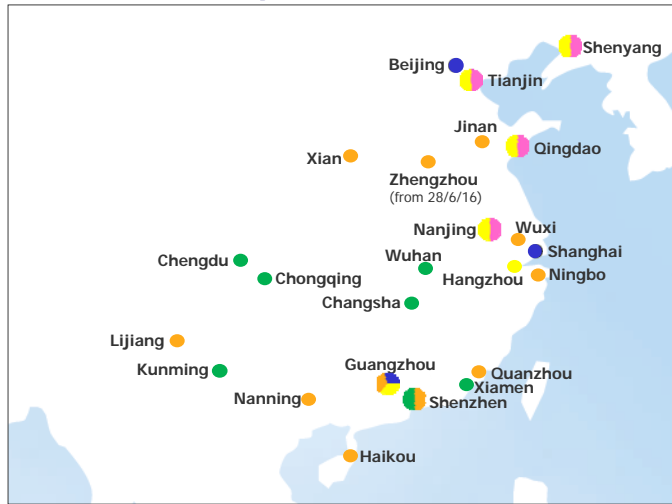 Shenyang
Beijing
Tianjin
Jinan
Qingdao
Xian
Zhengzhou
(from 28/6/16)
Nanjing
Wuxi
Shanghai
Chengdu
Wuhan
Hangzhou
Ningbo
Chongqing
Changsha
Lijiang
Guangzhou
Kunming
Quanzhou
Xiamen
Nanning
Shenzhen
Haikou